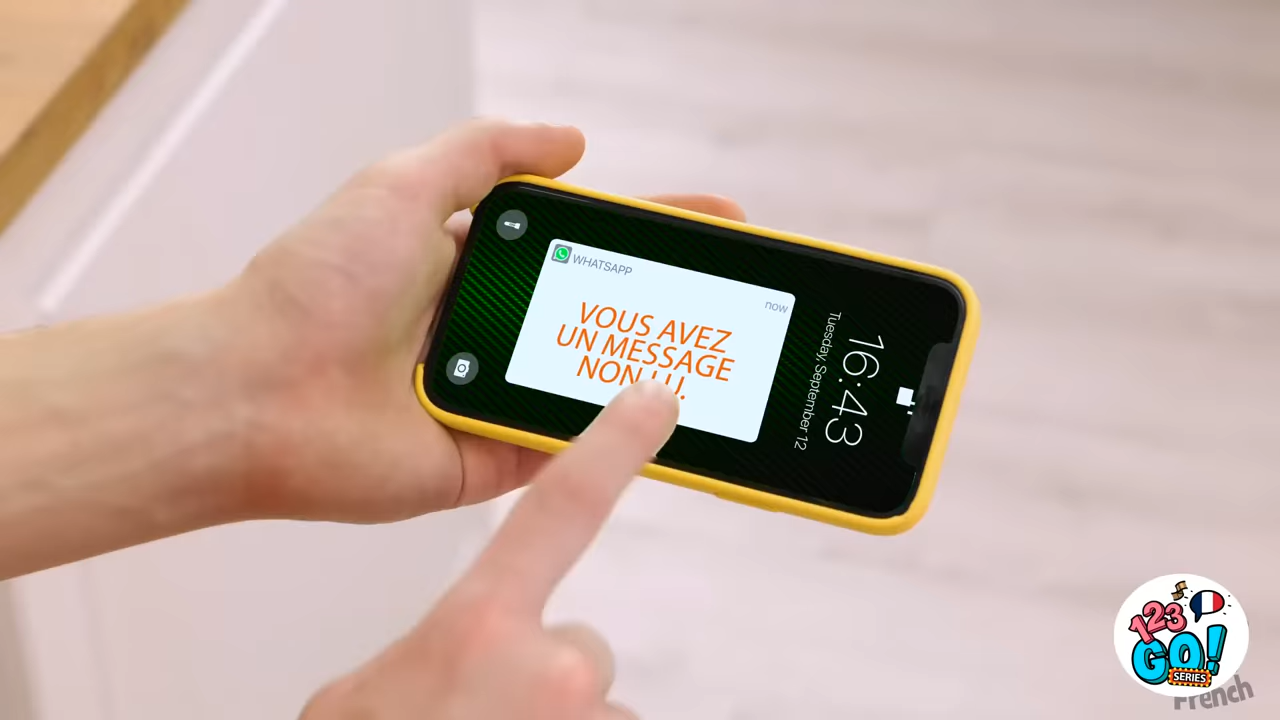 WHATSAPP
now
VOUS AVEZ
UN MESSAGE
NON LU.
Tuesday, September 12
16:43
123
GO!
SERIES
French